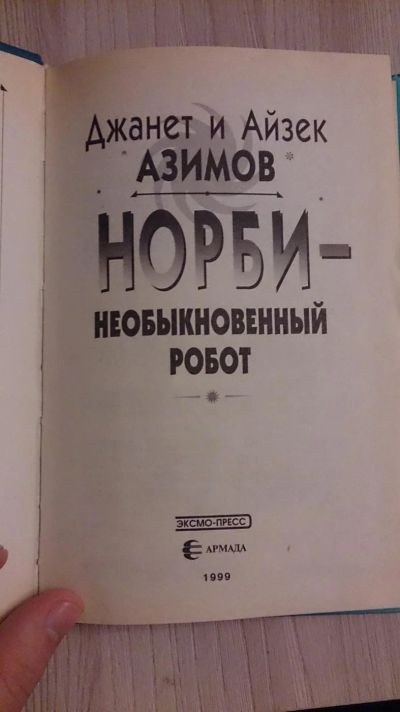 Джанет и Айзек
АЗИМОВ
НОРБИ–
НЕОБЫКНОВЕННЫЙ
РОБОТ
ЭКСМО-ПРЕСС
АРМАДА
1999